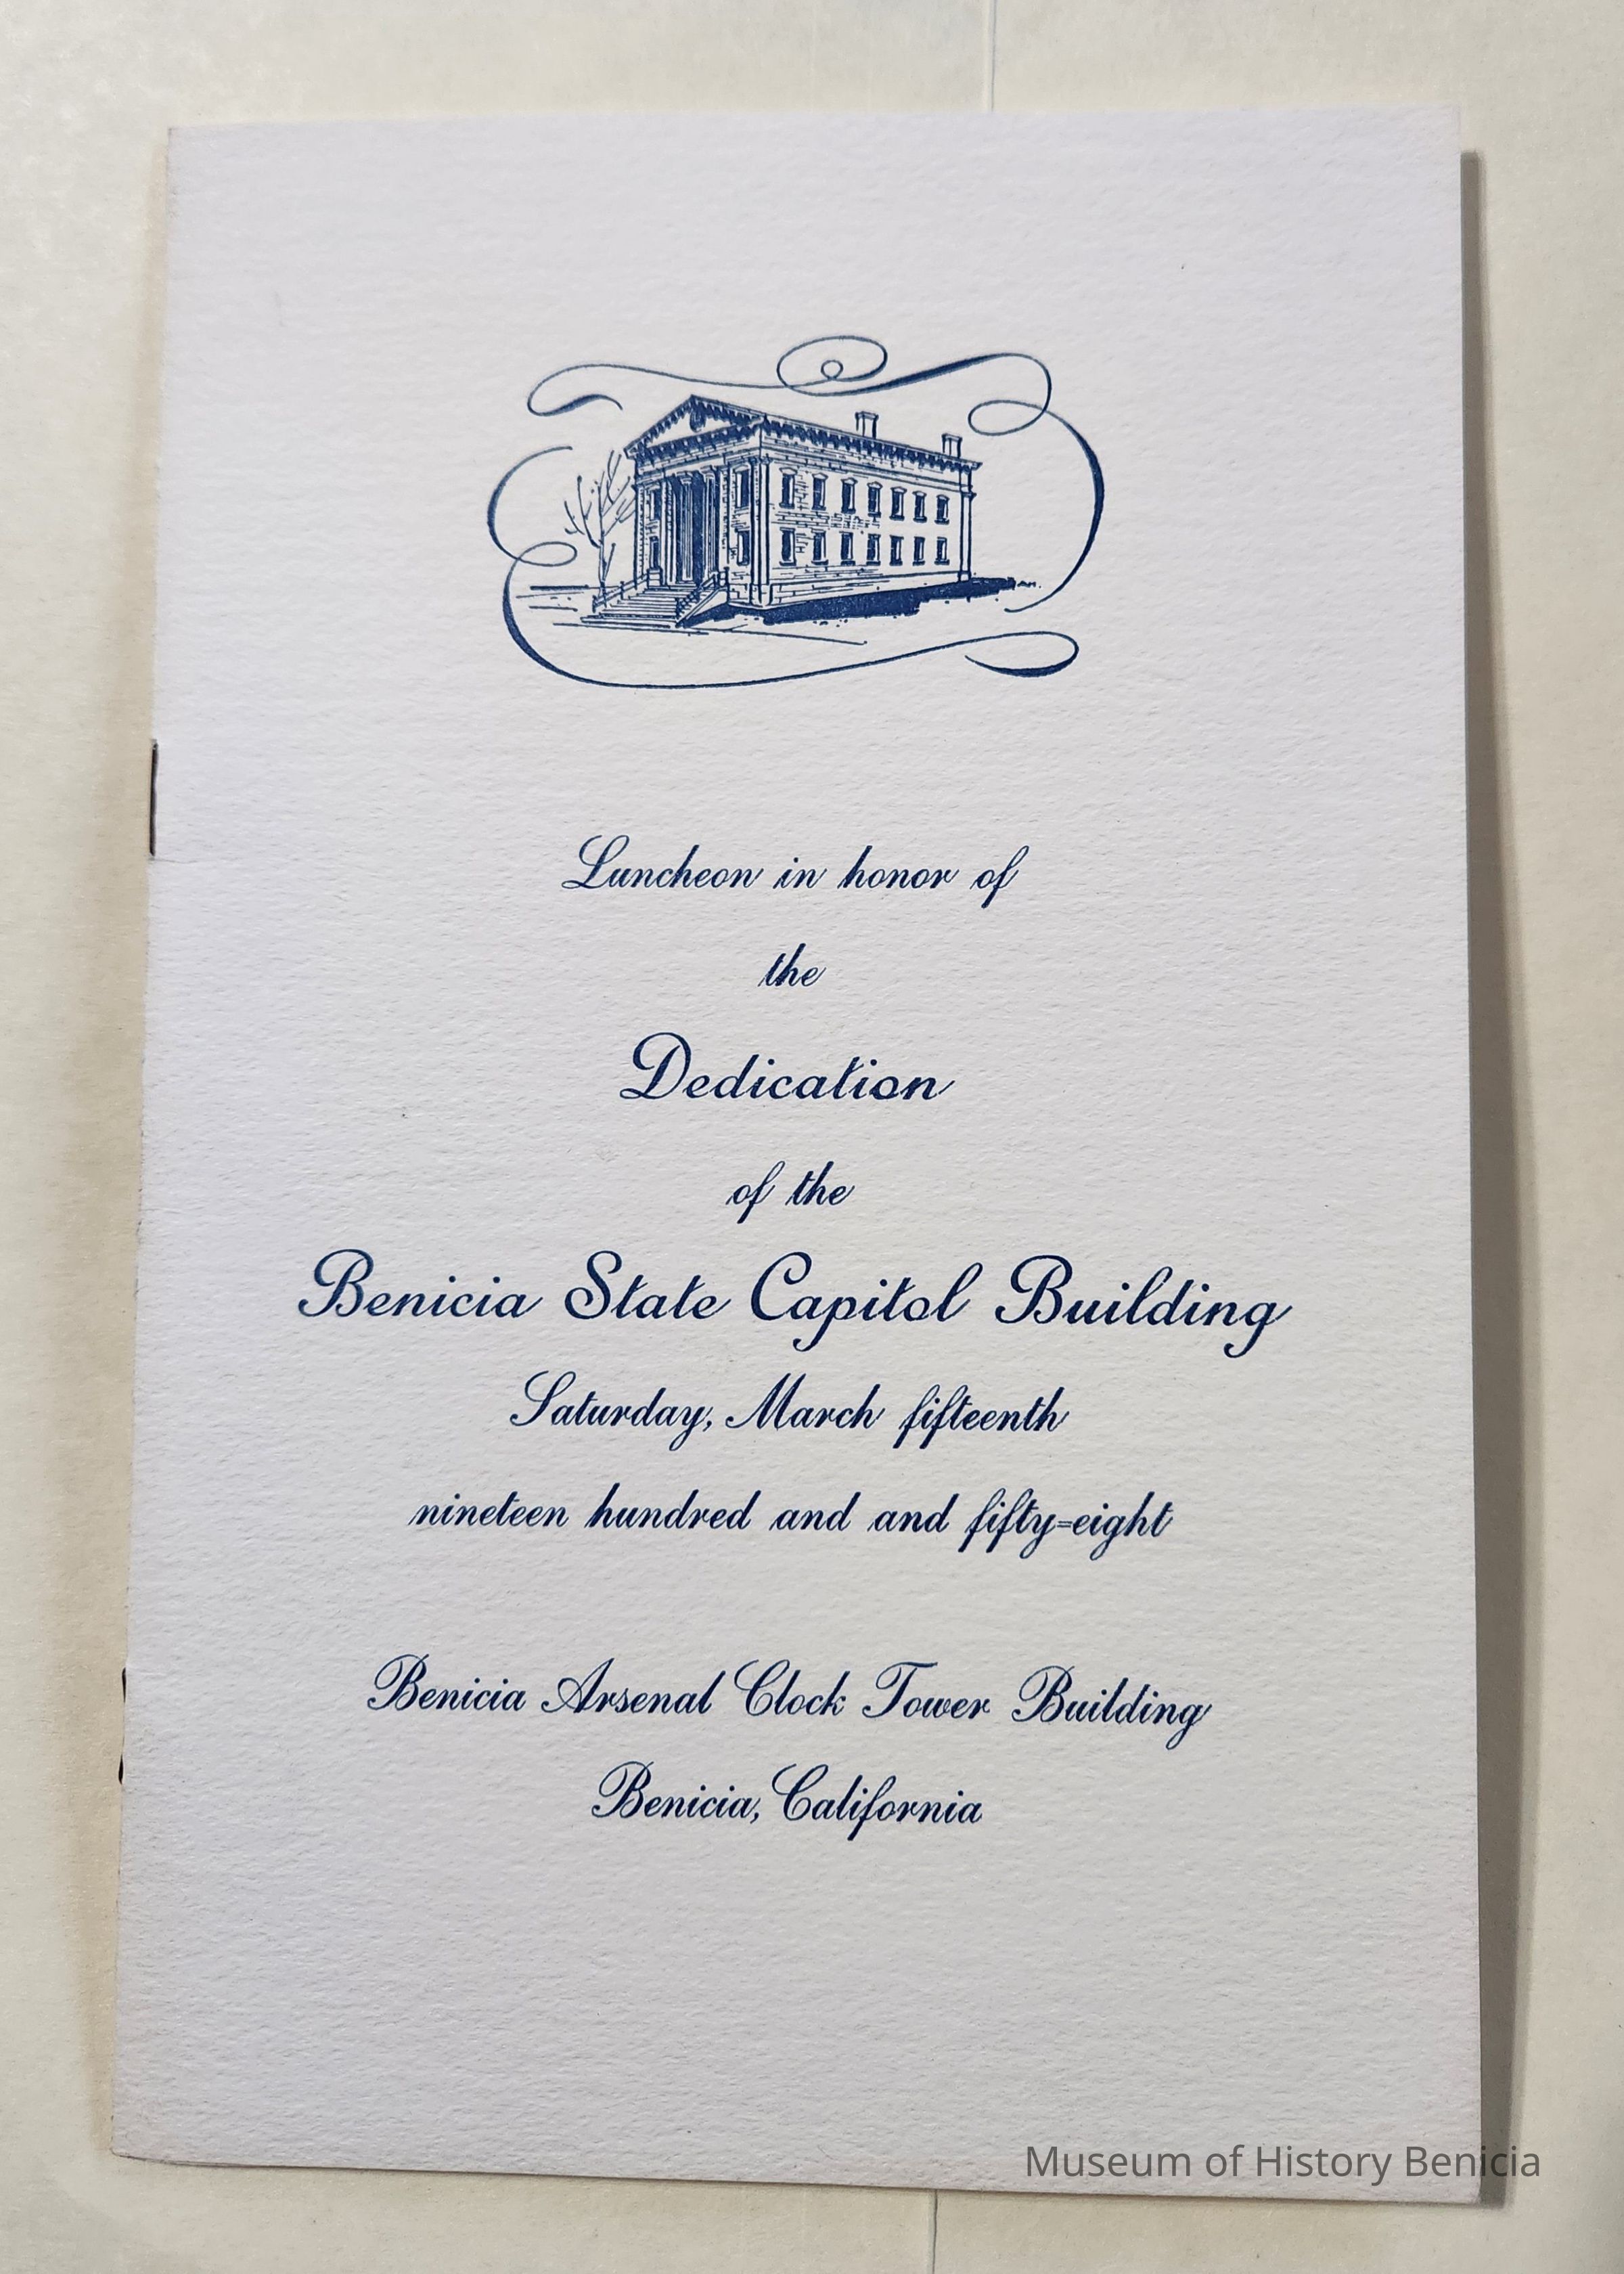 Luncheon in honor of
the
Dedication
of the
Benicia State Capitol Building
Saturday, March fifteenth
nineteen hundred and and fifty=eight
Benicia Arsenal Clock Tower Building
Benicia, California
Museum of History Benicia